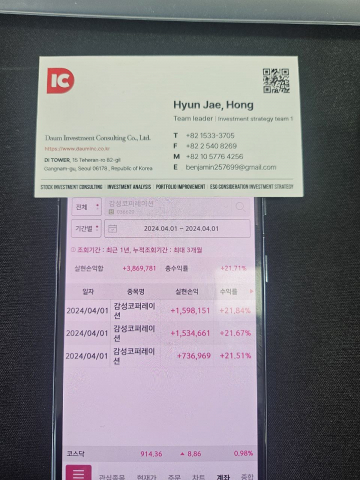 IC
Hyun Jae, Hong
Team leader | Investment strategy team 1
Daum Investment Consulting Co., Ltd.
https://www.daumino.co.kr
DI TOWER, 15 Teheran-ro 82-gil
Gangnam-gu, Seoul 06178, Republic of Korea
T +82 1533-3705
F +82 2 540 8269
M +82 10 5776 4256
E benjamin257699@gmail.com
STOCK INVESTMENT CONSULTING INVESTMENT ANALYSIS PORTFOLIO IMPROVEMENT ESG CONSIDERATION INVESTMENT STRATEGY
전체 감성코퍼레이션
기간별 2024.04.01 ~ 2024.04.01
조회기간 : 최근 1년, 누적조회기간 : 최대 3개월
실현손익합 +3,869,781 총수익률 +21.71%
일자 종목명 실현손익 수익률
2024/04/01 감성코퍼레이션 +1,598,151 +21.84%
2024/04/01 감성코퍼레이션 +1,534,661 +21.67%
2024/04/01 감성코퍼레이션 +736,969 +21.51%
코스닥 914.36 ▲ 8.86 0.98%
메뉴 관심종목 현재가 주문 차트 계좌 종합